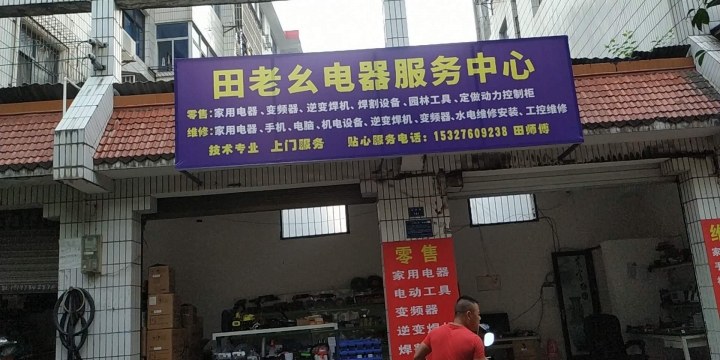 田老幺电器服务中心
零售:家用电器、变频器、逆变焊机、焊割设备、园林工具、定做动力控制柜
维修:家用电器、手机、电脑、机电设备、逆变焊机、变频器、水电维修安装、工控维修
技术专业 上门服务 贴心服务电话:15327609238 田师傅
零售
家用电器
电动工具
变频器
逆变焊机
焊割